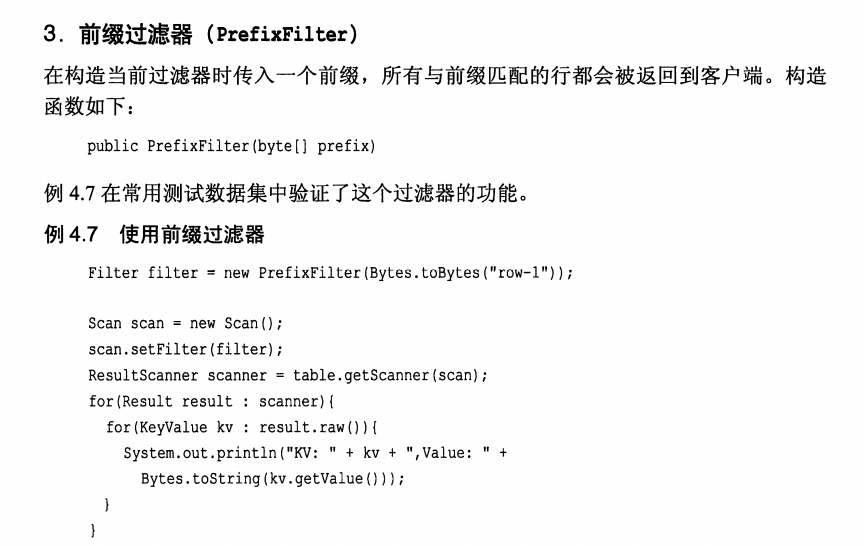 3. 前缀过滤器（PrefixFilter）
在构造当前过滤器时传入一个前缀，所有与前缀匹配的行都会被返回到客户端。构造
函数如下：
public PrefixFilter(byte[] prefix)
例 4.7 在常用测试数据集中验证了这个过滤器的功能。
例 4.7 使用前缀过滤器
Filter filter = new PrefixFilter(Bytes.toBytes("row-1"));
Scan scan = new Scan();
scan.setFilter(filter);
ResultScanner scanner = table.getScanner(scan);
for(Result result : scanner){
for(KeyValue kv : result.raw()){
System.out.println("KV: " + kv + ",Value: " +
Bytes.toString(kv.getValue()));
}
}